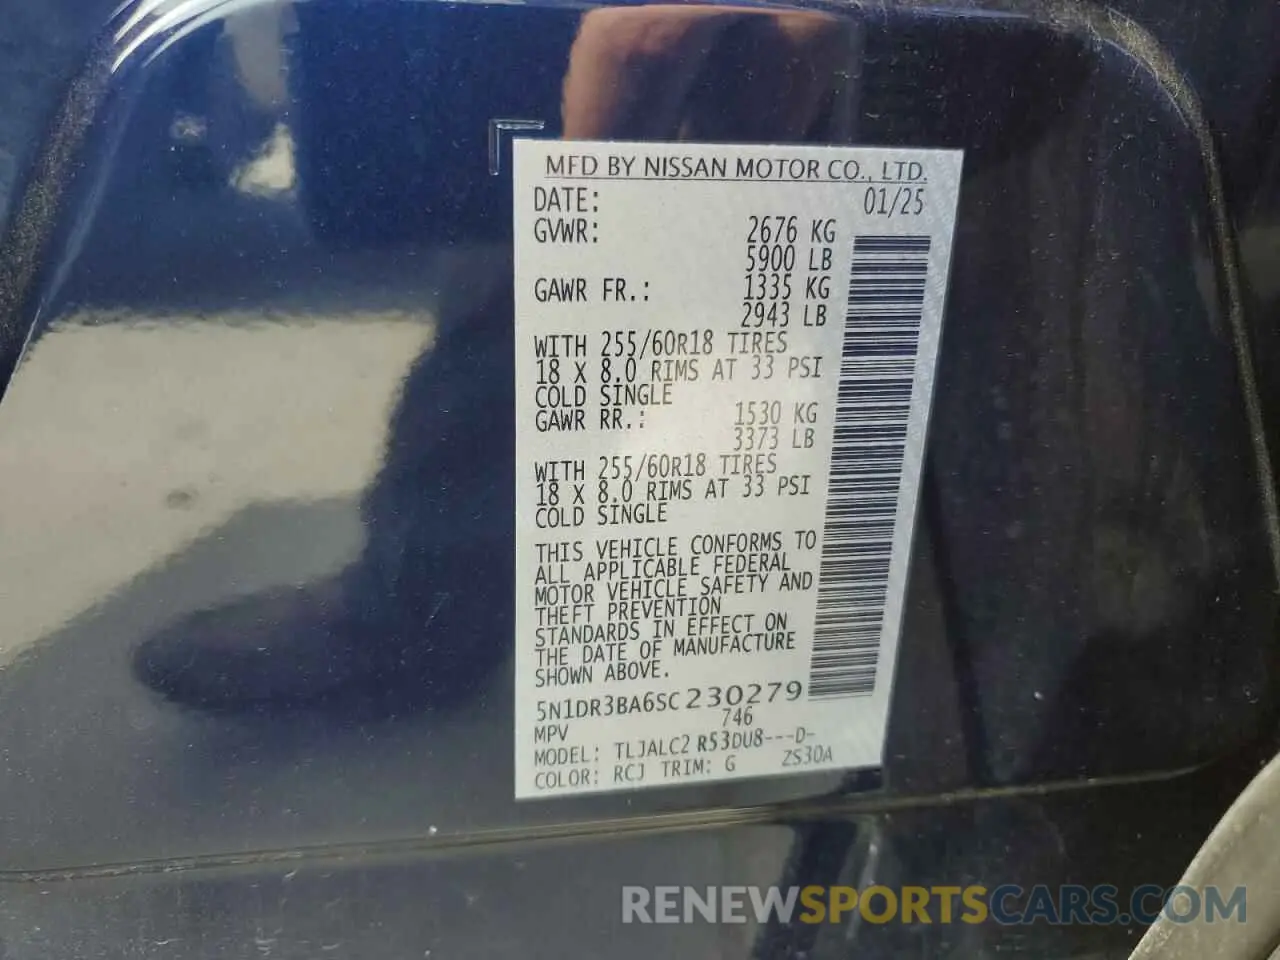 MFD BY NISSAN MOTOR CO., LTD.
DATE: 01/25
GVWR: 2676 KG
5900 LB
GAWR FR.: 1335 KG
2943 LB
WITH 255/60R18 TIRES
18 X 8.0 RIMS AT 33 PSI
COLD SINGLE
GAWR RR.: 1530 KG
3373 LB
WITH 255/60R18 TIRES
18 X 8.0 RIMS AT 33 PSI
COLD SINGLE
THIS VEHICLE CONFORMS TO
ALL APPLICABLE FEDERAL
MOTOR VEHICLE SAFETY AND
THEFT PREVENTION
STANDARDS IN EFFECT ON
THE DATE OF MANUFACTURE
SHOWN ABOVE.
5N1DR3BA6SC230279
MPV 746
MODEL: TLJALC2 R53DU8---D-
COLOR: RCJ TRIM: G ZS30A
RENEWSPORTSCARS.COM